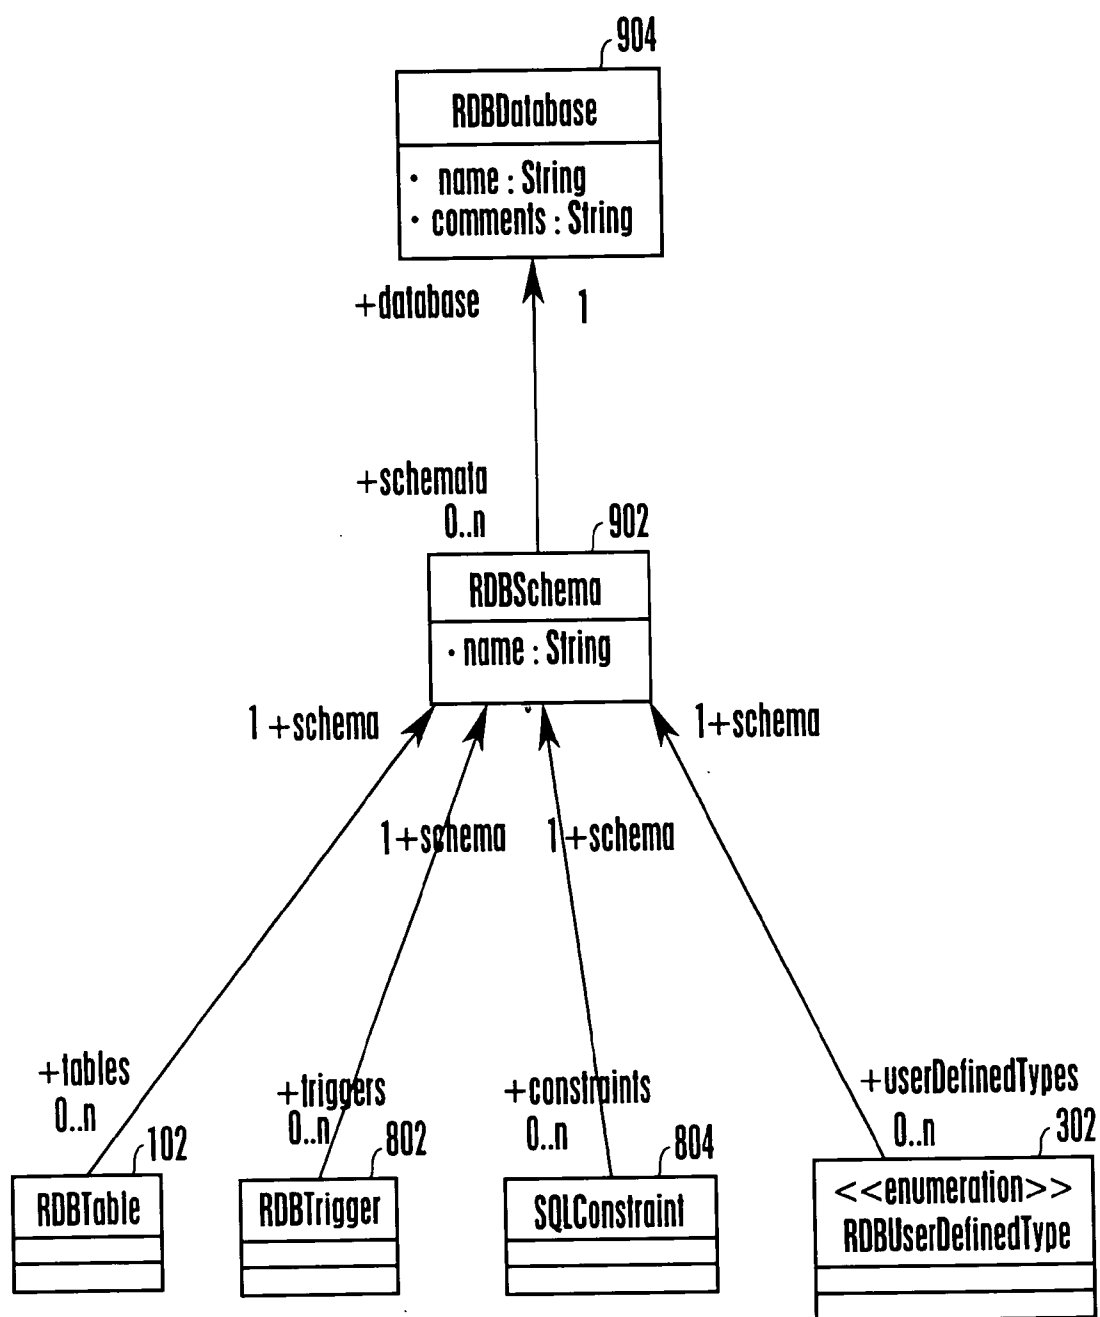 904
RDBDatabase
· name : String
· comments : String
+database 1
+schemata
0..n
902
RDBSchema
· name : String
1 +schema
1+schema
1+schema
1+schema
+tables
0..n
102
RDBTable
+triggers
0..n
802
RDBTrigger
+constraints
0..n
804
SQLConstraint
+userDefinedTypes
0..n
302
<<enumeration>>
RDBUserDefinedType